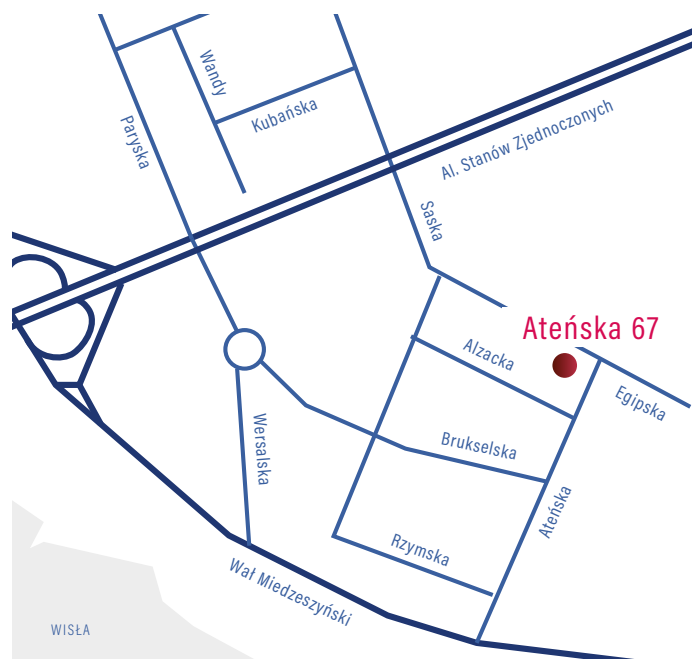 Wandy
Kubańska
Paryska
Al. Stanów Zjednoczonych
Saska
Ateńska 67
Alzacka
Egipska
Wersalska
Brukselska
Ateńska
Rzymska
Wał Miedzeszyński
WISŁA